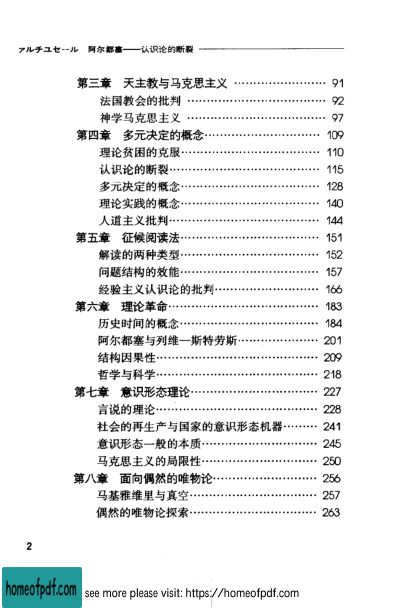 アルチュセール 阿尔都塞——认识论的断裂
第三章 天主教与马克思主义 …………………… 91
法国教会的批判 …………………………… 92
神学马克思主义 …………………………… 97
第四章 多元决定的概念………………………… 109
理论贫困的克服…………………………… 110
认识论的断裂……………………………… 115
多元决定的概念…………………………… 128
理论实践的概念…………………………… 140
人道主义批判……………………………… 144
第五章 征候阅读法……………………………… 151
解读的两种类型…………………………… 152
问题结构的效能…………………………… 157
经验主义认识论的批判…………………… 166
第六章 理论革命………………………………… 183
历史时间的概念…………………………… 184
阿尔都塞与列维—斯特劳斯……………… 201
结构因果性………………………………… 209
哲学与科学………………………………… 218
第七章 意识形态理论…………………………… 227
言说的理论………………………………… 228
社会的再生产与国家的意识形态机器……… 241
意识形态一般的本质……………………… 245
马克思主义的局限性……………………… 250
第八章 面向偶然的唯物论……………………… 256
马基雅维里与真空………………………… 257
偶然的唯物论探索………………………… 263
2
homeofpdf.com see more please visit: https://homeofpdf.com